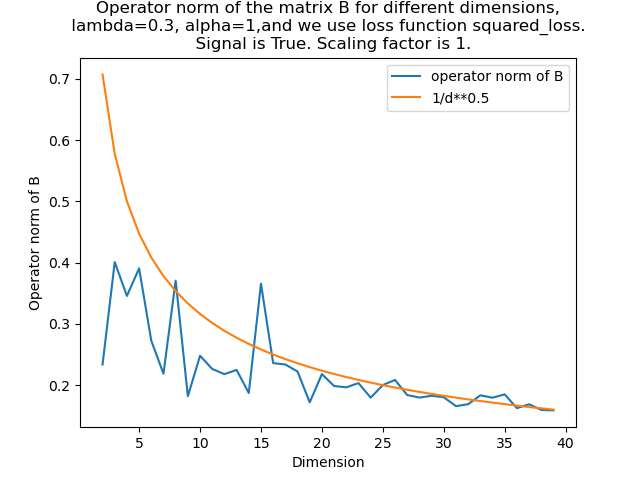 Operator norm of the matrix B for different dimensions,
lambda=0.3, alpha=1,and we use loss function squared_loss.
Signal is True. Scaling factor is 1.
operator norm of B
1/d**0.5
Operator norm of B
0.7
0.6
0.5
0.4
0.3
0.2
5 10 15 20 25 30 35 40
Dimension